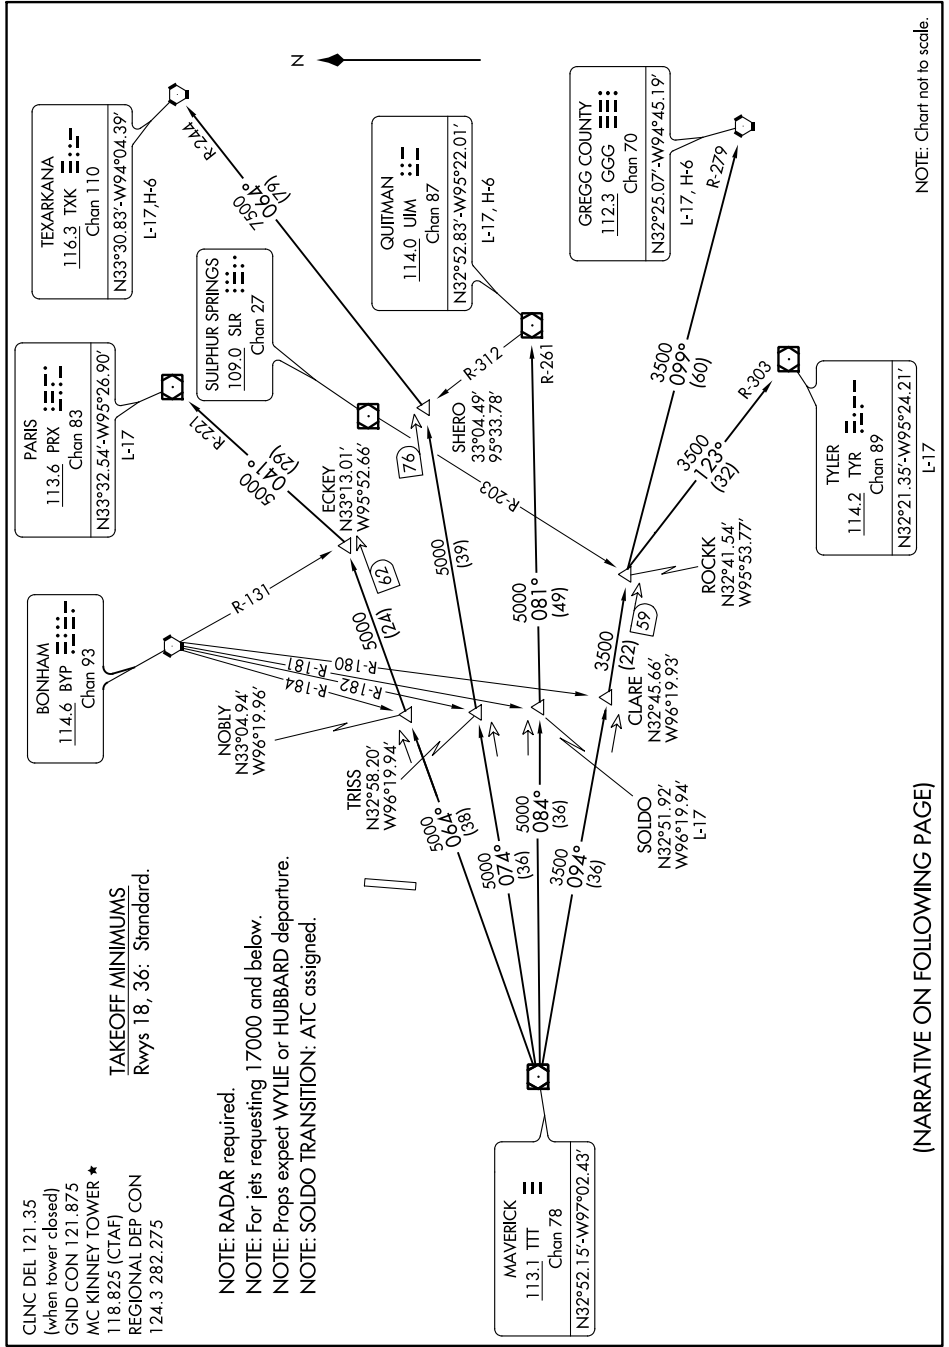 CLNC DEL 121.35
(when tower closed)
GND CON 121.875
MC KINNEY TOWER ★
118.825 (CTAF)
REGIONAL DEP CON
124.3 282.275
TAKEOFF MINIMUMS
Rwys 18, 36: Standard.
NOTE: RADAR required.
NOTE: For jets requesting 17000 and below.
NOTE: Props expect WYLIE or HUBBARD departure.
NOTE: SOLDO TRANSITION: ATC assigned.
BONHAM
114.6 BYP
Chan 93
PARIS
113.6 PRX
Chan 83
N33°32.54'-W95°26.90'
L-17
TEXARKANA
116.3 TXK
Chan 110
N33°30.83'-W94°04.39'
L-17,H-6
SULPHUR SPRINGS
109.0 SLR
Chan 27
QUITMAN
114.0 UIM
Chan 87
N32°52.83'-W95°22.01'
L-17, H-6
GREGG COUNTY
112.3 GGG
Chan 70
N32°25.07'-W94°45.19'
L-17, H-6
TYLER
114.2 TYR
Chan 89
N32°21.35'-W95°24.21'
L-17
MAVERICK
113.1 TTT
Chan 78
N32°52.15'-W97°02.43'
N
NOBLY
N33°04.94'
W96°19.96'
TRISS
N32°58.20'
W96°19.94'
SOLDO
N32°51.92'
W96°19.94'
L-17
CLARE
N32°45.66'
W96°19.93'
ECKEY
N33°13.01'
W95°52.66'
SHERO
33°04.49'
95°33.78'
ROCKK
N32°41.54'
W95°53.77'
R-131
R-184
R-181
R-182
R-180
R-221
R-244
R-312
R-261
R-203
R-279
R-303
5000
064°
(38)
5000
074°
(36)
5000
084°
(36)
3500
094°
(36)
5000
(24)
62
5000
041°
(29)
5000
(39)
76
7500
064°
(79)
5000
081°
(49)
3500
(22)
59
3500
099°
(60)
3500
123°
(32)
NOTE: Chart not to scale.
(NARRATIVE ON FOLLOWING PAGE)